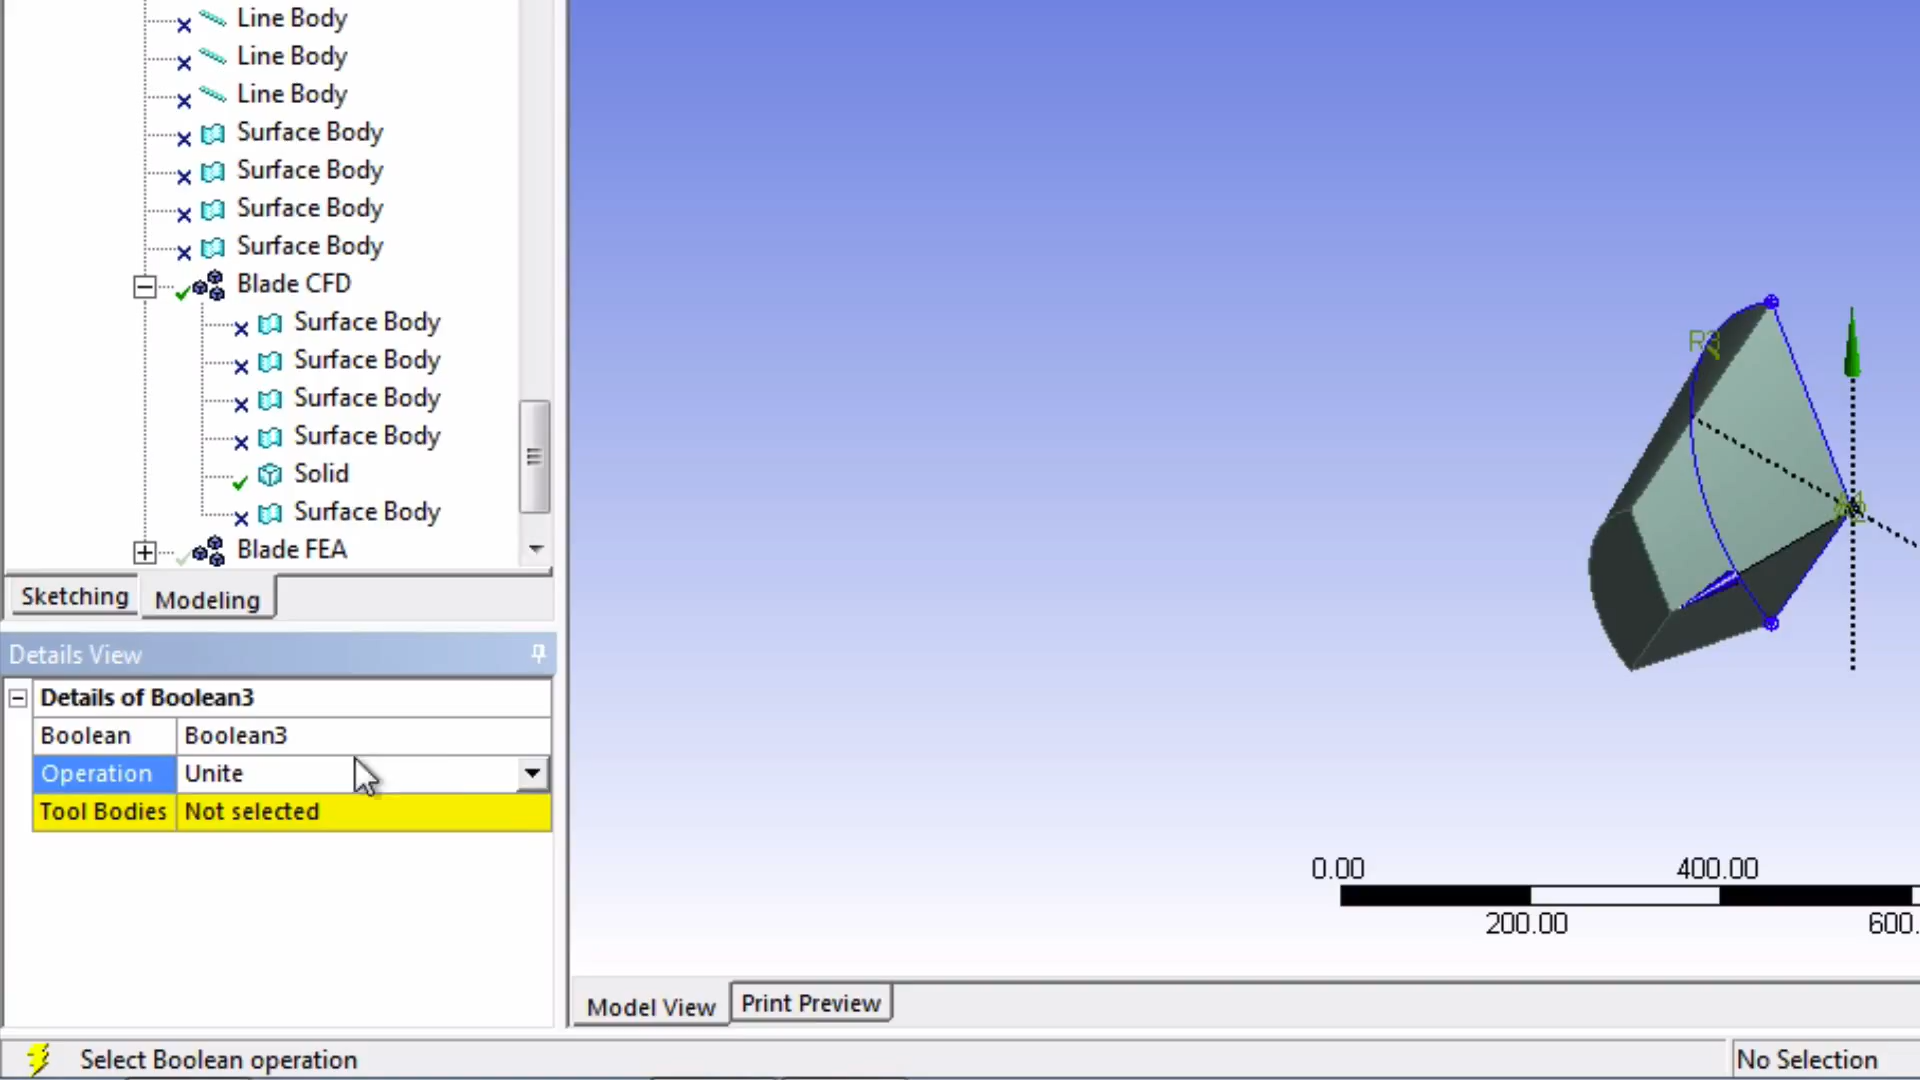 Line Body
Line Body
Line Body
Surface Body
Surface Body
Surface Body
Surface Body
Blade CFD
Surface Body
Surface Body
Surface Body
Surface Body
Solid
Surface Body
Blade FEA
Sketching Modeling
Details View
Details of Boolean3
Boolean Boolean3
Operation Unite
Tool Bodies Not selected
0.00 400.00
200.00 600.
Model View Print Preview
Select Boolean operation No Selection